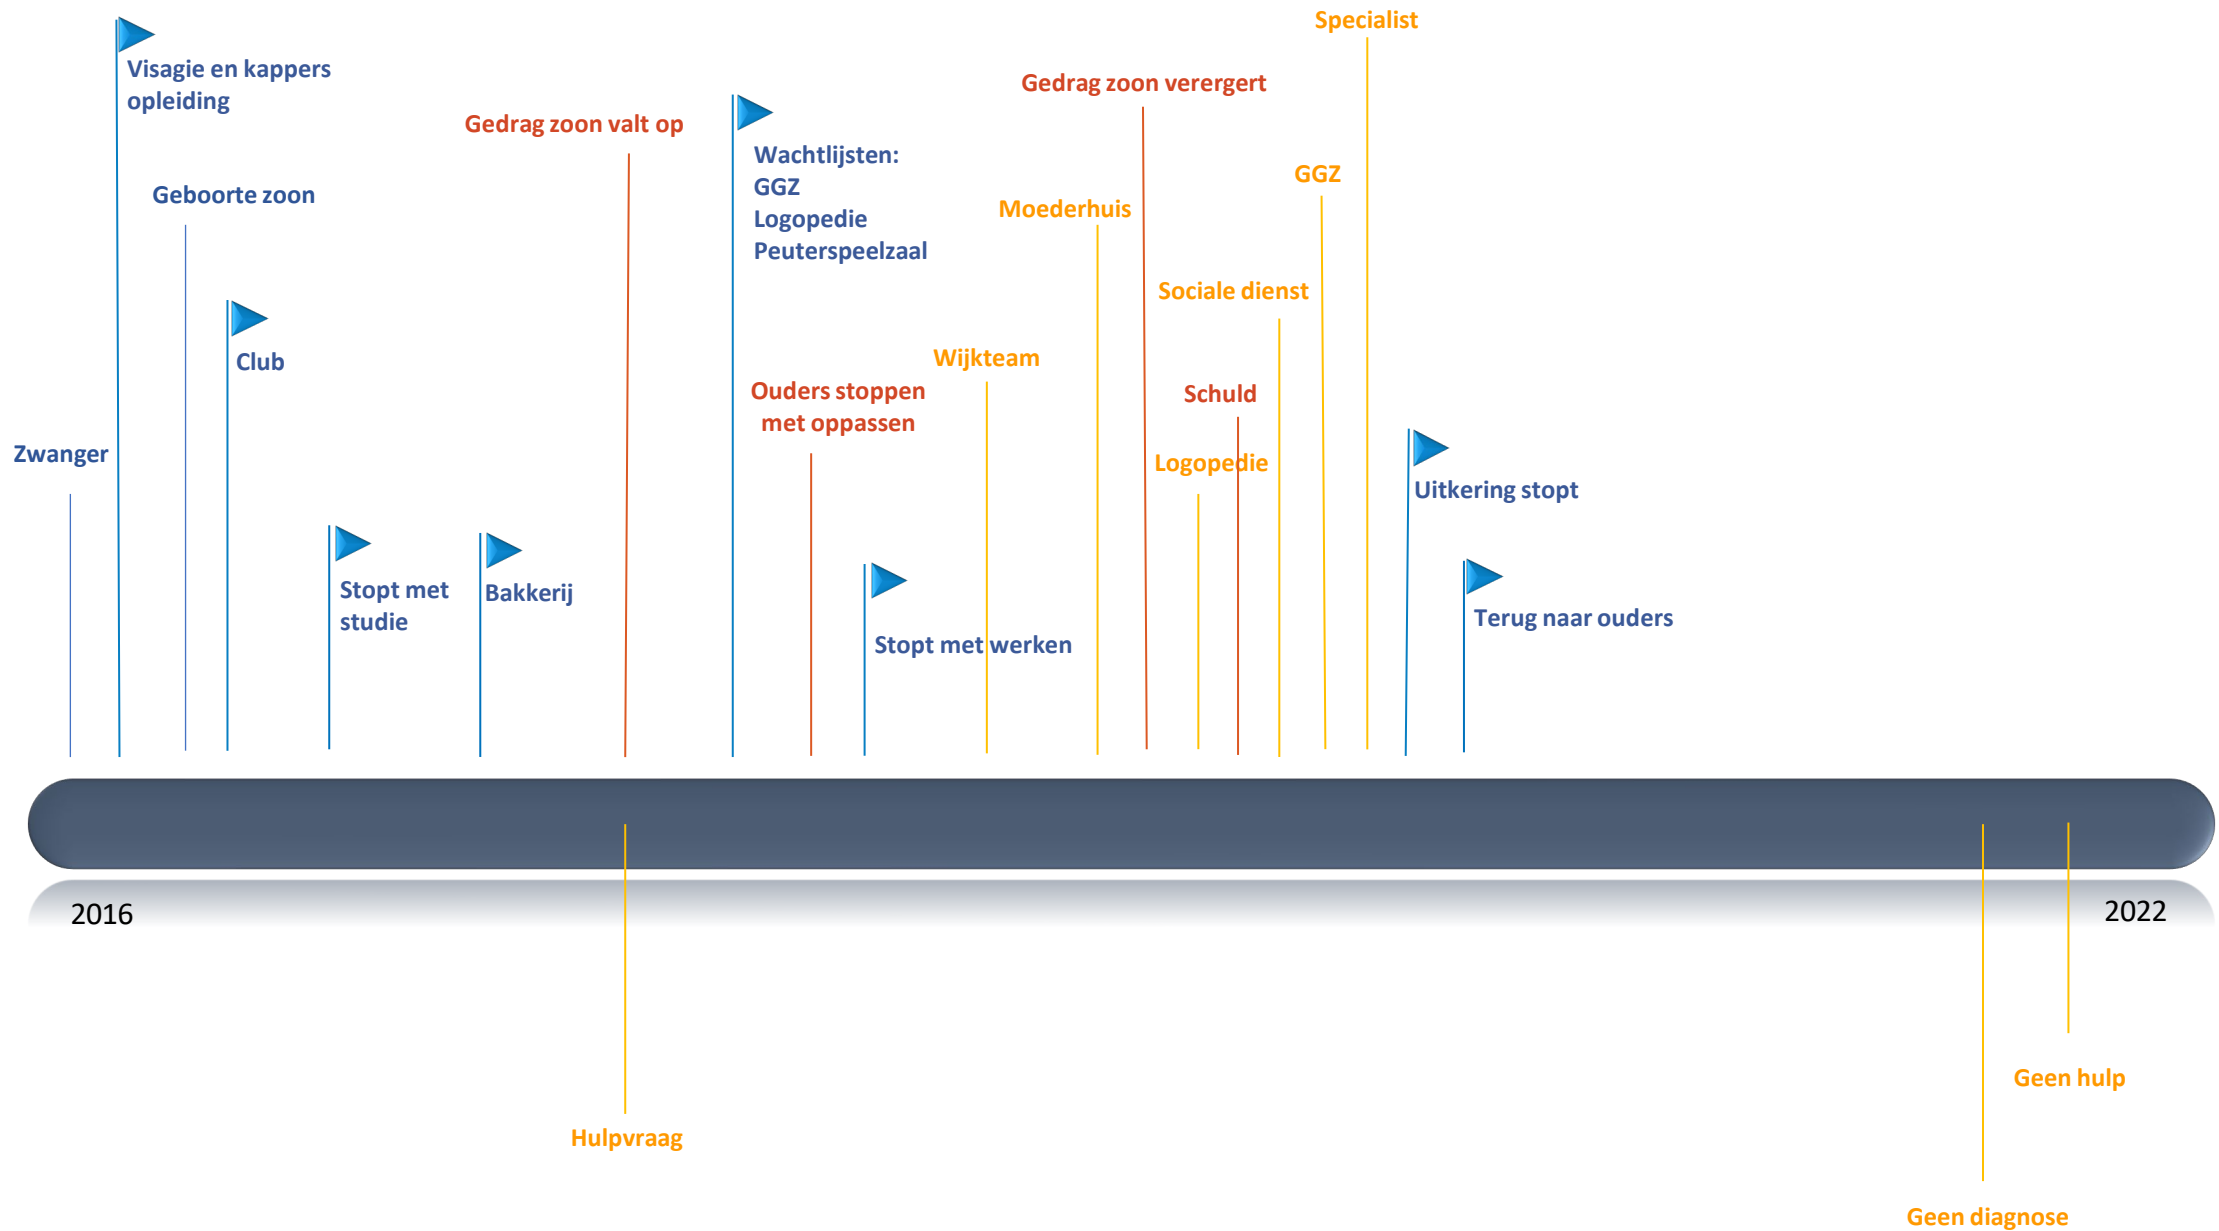 Specialist
Visagie en kappers
opleiding
Gedrag zoon verergert
Gedrag zoon valt op
Wachtlijsten:
GGZ
Logopedie
Peuterspeelzaal
GGZ
Geboorte zoon
Moederhuis
Sociale dienst
Club
Wijkteam
Ouders stoppen
met oppassen
Schuld
Zwanger
Logopedie
Uitkering stopt
Stopt met
studie
Bakkerij
Terug naar ouders
Stopt met werken
2016
2022
Geen hulp
Hulpvraag
Geen diagnose